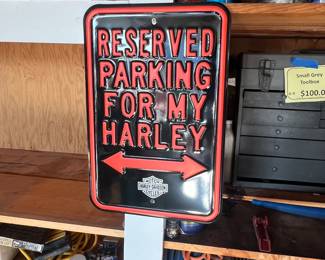 RESERVED
PARKING
FOR MY
HARLEY
HARLEY-DAVIDSON
Small Grey
Toolbox
$100.0